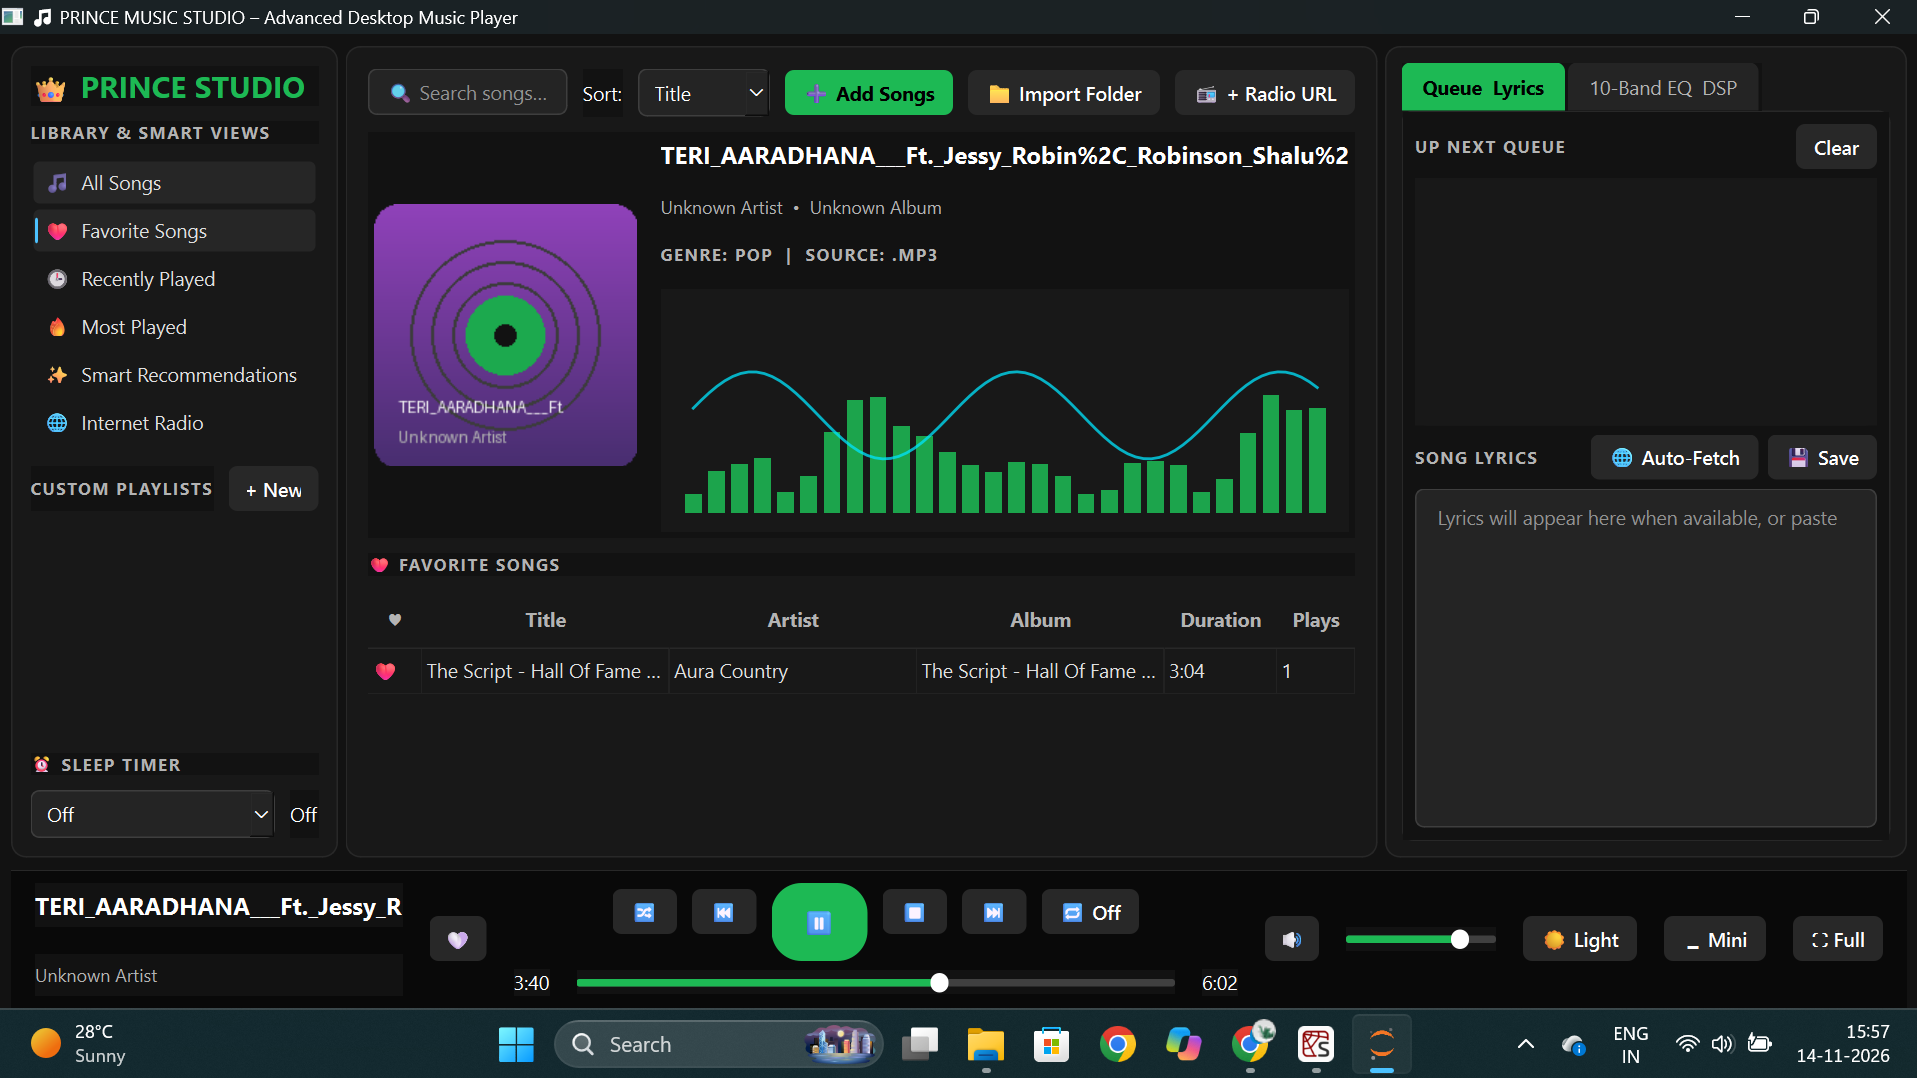 PRINCE MUSIC STUDIO – Advanced Desktop Music Player
PRINCE STUDIO
LIBRARY & SMART VIEWS
All Songs
Favorite Songs
Recently Played
Most Played
Smart Recommendations
Internet Radio
CUSTOM PLAYLISTS
+ New
SLEEP TIMER
Off
Off
Search songs...
Sort:
Title
Add Songs
Import Folder
+ Radio URL
TERI_AARADHANA___Ft._Jessy_Robin%2C_Robinson_Shalu%2
Unknown Artist • Unknown Album
GENRE: POP | SOURCE: .MP3
TERI_AARADHANA___Ft
Unknown Artist
FAVORITE SONGS
Title Artist Album Duration Plays
The Script - Hall Of Fame ... Aura Country The Script - Hall Of Fame ... 3:04 1
Queue Lyrics
10-Band EQ DSP
UP NEXT QUEUE
Clear
SONG LYRICS
Auto-Fetch
Save
Lyrics will appear here when available, or paste
TERI_AARADHANA___Ft._Jessy_R
Unknown Artist
Off
3:40
6:02
Light
Mini
Full
28°C
Sunny
Search
ENG
IN
15:57
14-11-2026